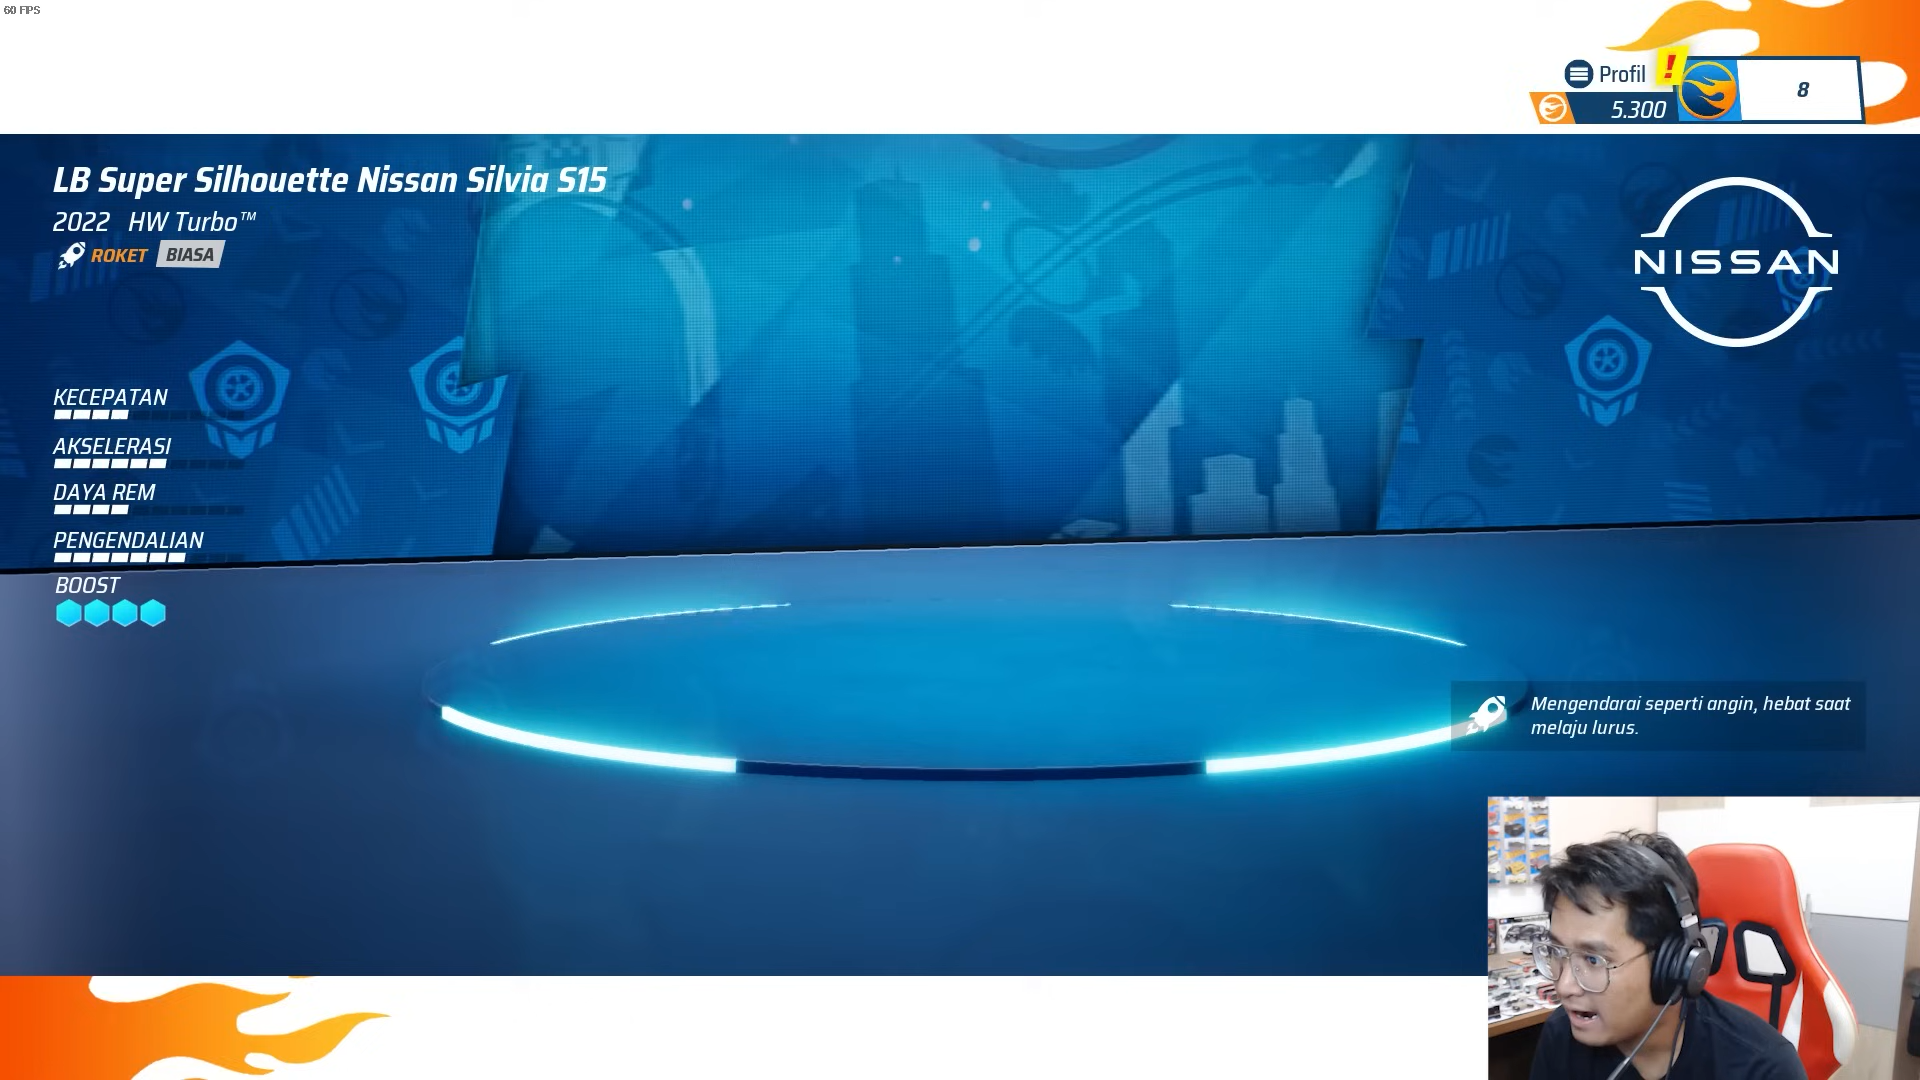 60 FPS
Profil
!
5.300
8
LB Super Silhouette Nissan Silvia S15
2022 HW Turbo™
ROKET BIASA
NISSAN
KECEPATAN
AKSELERASI
DAYA REM
PENGENDALIAN
BOOST
Mengendarai seperti angin, hebat saat
melaju lurus.